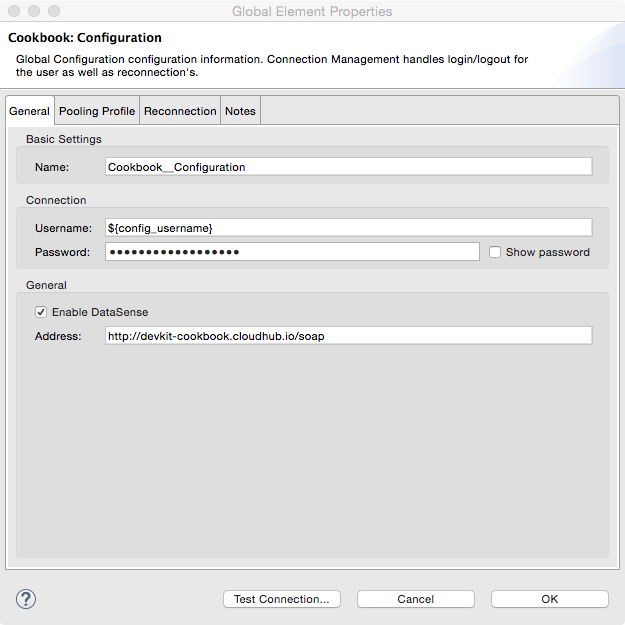 Global Element Properties
Cookbook: Configuration
Global Configuration configuration information. Connection Management handles login/logout for
the user as well as reconnection's.
General Pooling Profile Reconnection Notes
Basic Settings
Name: Cookbook__Configuration
Connection
Username: ${config_username}
Password: ●●●●●●●●●●●●●●●●●● Show password
General
Enable DataSense
Address: http://devkit-cookbook.cloudhub.io/soap
? Test Connection... Cancel OK